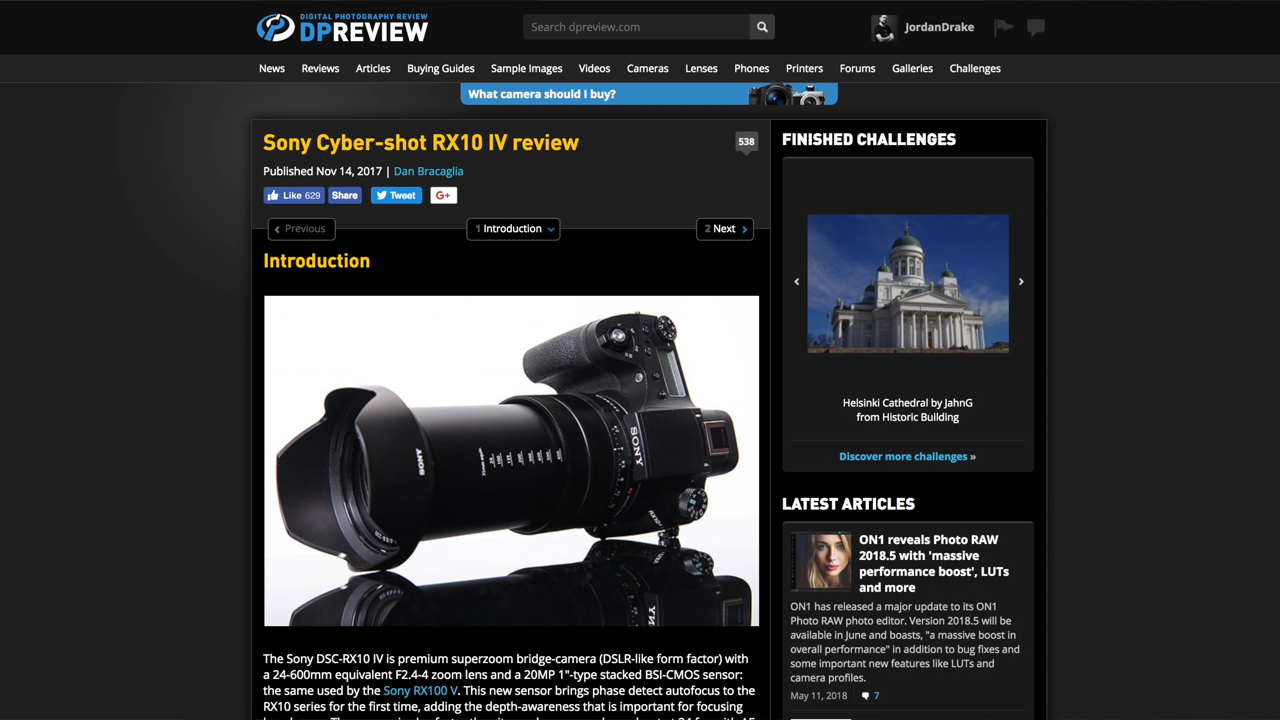 DIGITAL PHOTOGRAPHY REVIEW
DPREVIEW
Search dpreview.com
JordanDrake
News Reviews Articles Buying Guides Sample Images Videos Cameras Lenses Phones Printers Forums Galleries Challenges
What camera should I buy?
Sony Cyber-shot RX10 IV review
538
Published Nov 14, 2017 | Dan Bracaglia
Like 629 Share Tweet G+
Previous 1 Introduction 2 Next
Introduction
SONY
SONY
The Sony DSC-RX10 IV is premium superzoom bridge-camera (DSLR-like form factor) with
a 24-600mm equivalent F2.4-4 zoom lens and a 20MP 1"-type stacked BSI-CMOS sensor:
the same used by the Sony RX100 V. This new sensor brings phase detect autofocus to the
RX10 series for the first time, adding the depth-awareness that is important for focusing
FINISHED CHALLENGES
Helsinki Cathedral by JahnG
from Historic Building
Discover more challenges »
LATEST ARTICLES
ON1 reveals Photo RAW
2018.5 with 'massive
performance boost', LUTs
and more
ON1 has released a major update to its ON1
Photo RAW photo editor. Version 2018.5 will be
available in June and boasts, "a massive boost in
overall performance" in addition to bug fixes and
some important new features like LUTs and
camera profiles.
May 11, 2018 7